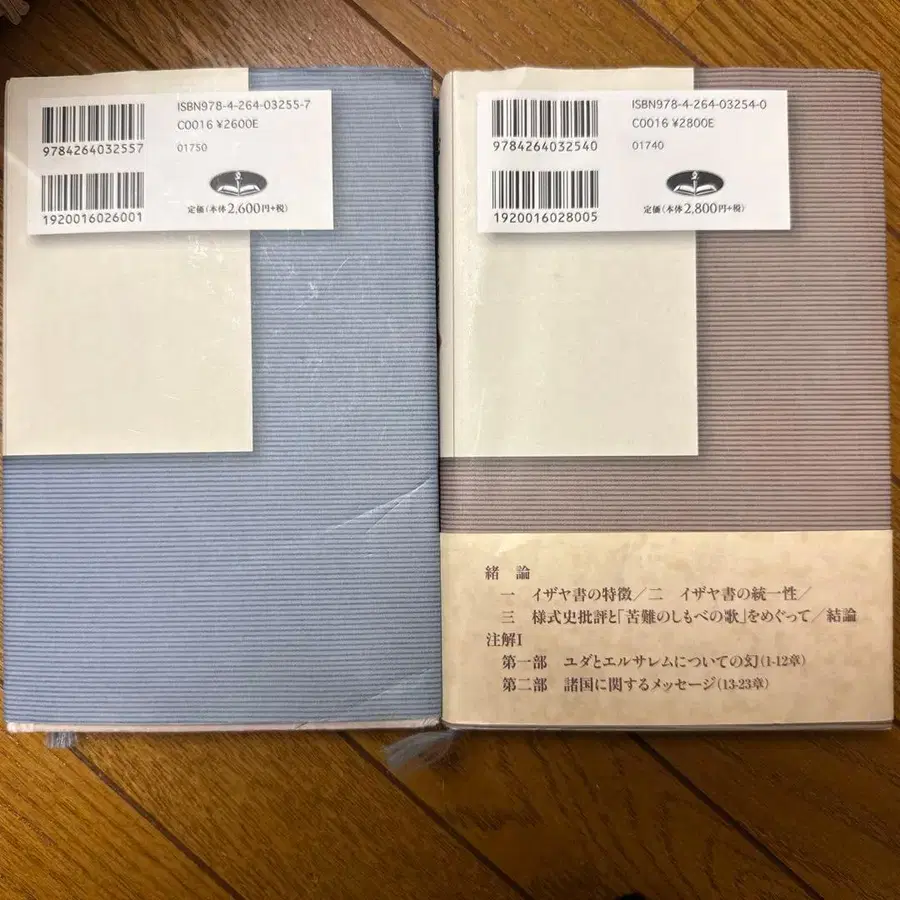 ISBN978-4-264-03255-7
C0016 ¥2600E
9784264032557
01750
1920016026001
定価(本体2,600円+税)
ISBN978-4-264-03254-0
C0016 ¥2800E
9784264032540
01740
1920016028005
定価(本体2,800円+税)
緒 論
一 イザヤ書の特徴/二 イザヤ書の統一性/
三 様式史批評と「苦難のしもべの歌」をめぐって/結論
注解Ⅰ
第一部 ユダとエルサレムについての幻(1-12章)
第二部 諸国に関するメッセージ(13-23章)